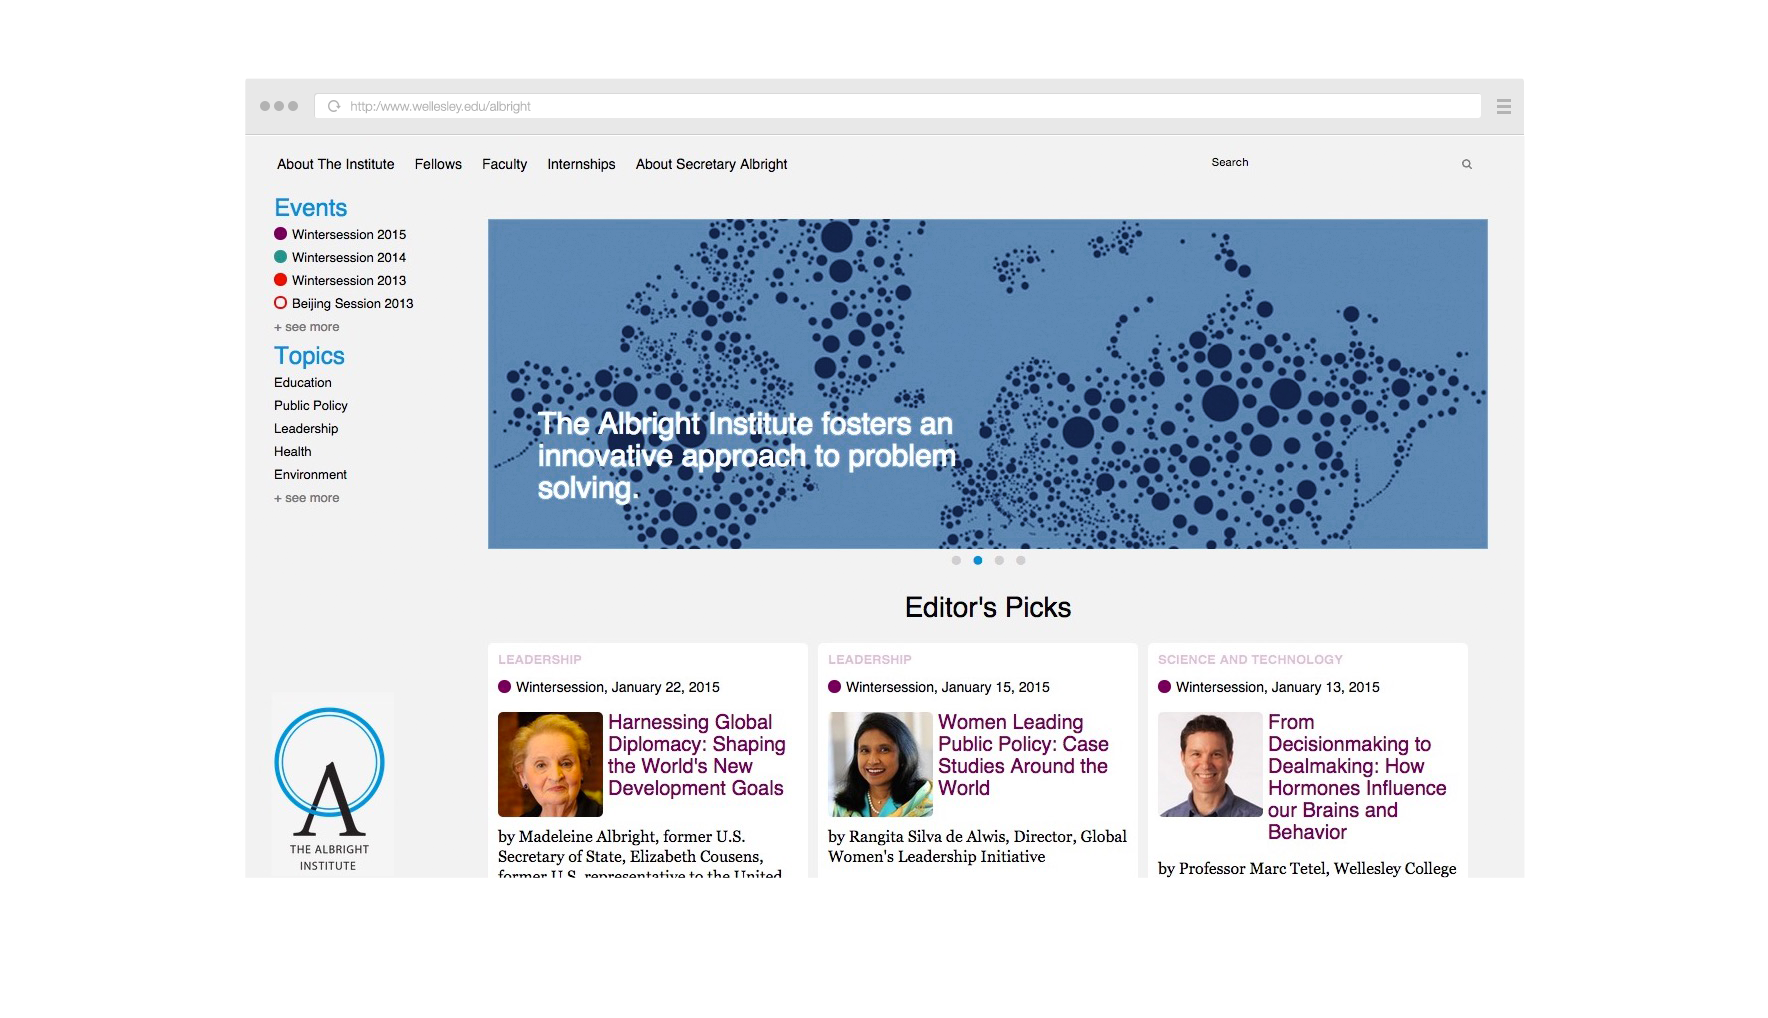 http:/www.wellesley.edu/albright
About The Institute Fellows Faculty Internships About Secretary Albright Search
Events
Wintersession 2015
Wintersession 2014
Wintersession 2013
Beijing Session 2013
+ see more
Topics
Education
Public Policy
Leadership
Health
Environment
+ see more
THE ALBRIGHT
INSTITUTE
The Albright Institute fosters an
innovative approach to problem
solving.
Editor's Picks
LEADERSHIP
Wintersession, January 22, 2015
Harnessing Global
Diplomacy: Shaping
the World's New
Development Goals
by Madeleine Albright, former U.S.
Secretary of State, Elizabeth Cousens,
former U.S. representative to the United
LEADERSHIP
Wintersession, January 15, 2015
Women Leading
Public Policy: Case
Studies Around the
World
by Rangita Silva de Alwis, Director, Global
Women's Leadership Initiative
SCIENCE AND TECHNOLOGY
Wintersession, January 13, 2015
From
Decisionmaking to
Dealmaking: How
Hormones Influence
our Brains and
Behavior
by Professor Marc Tetel, Wellesley College